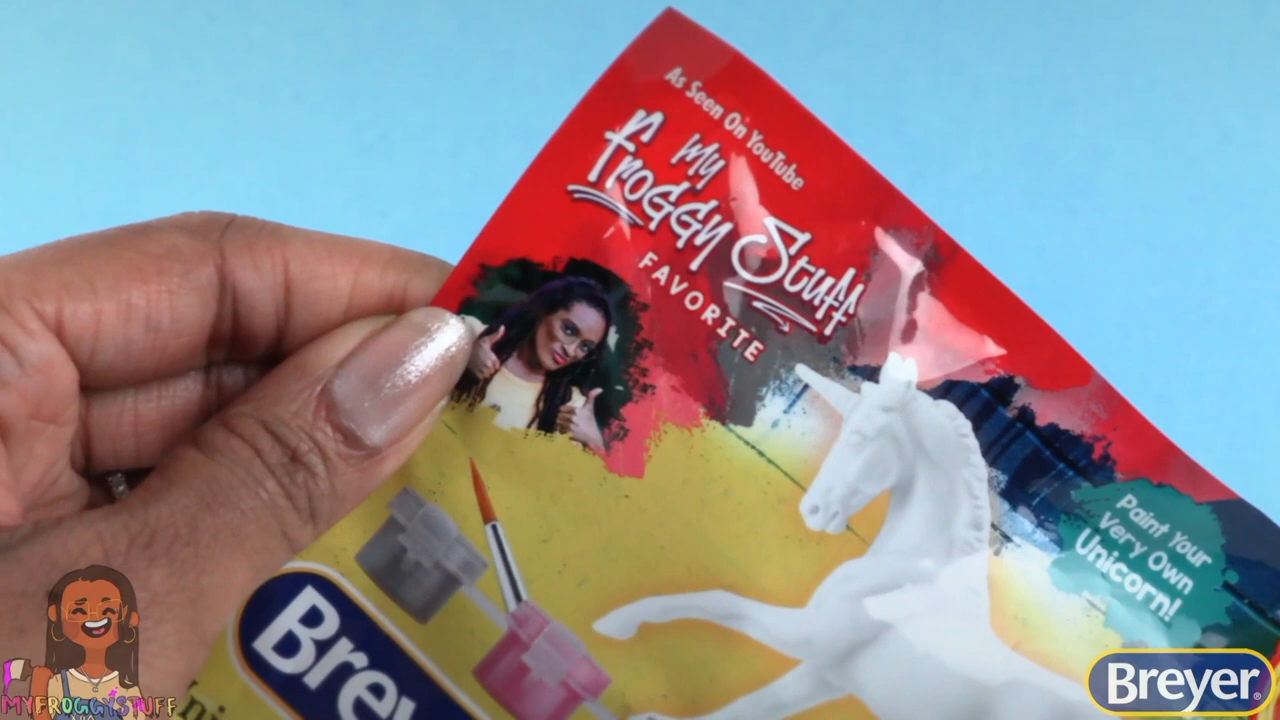 As Seen On YouTube
My
Froggy Stuff
FAVORITE
Paint Your
Very Own
Unicorn!
Brey
MYFROGGYSTUFF
Breyer®